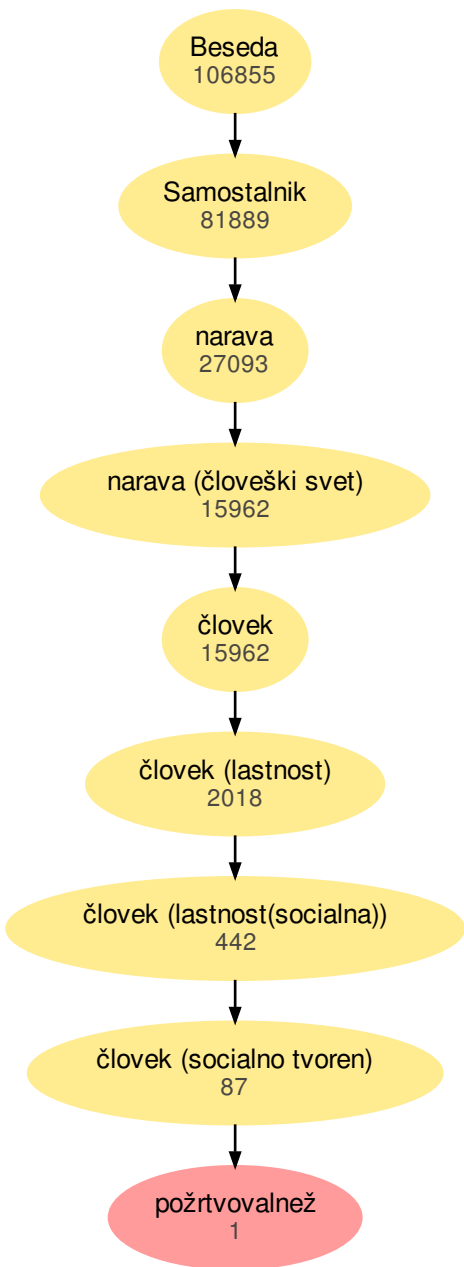 Beseda
106855
Samostalnik
81889
narava
27093
narava (človeški svet)
15962
človek
15962
človek (lastnost)
2018
človek (lastnost(socialna))
442
človek (socialno tvoren)
87
požrtvovalnež
1